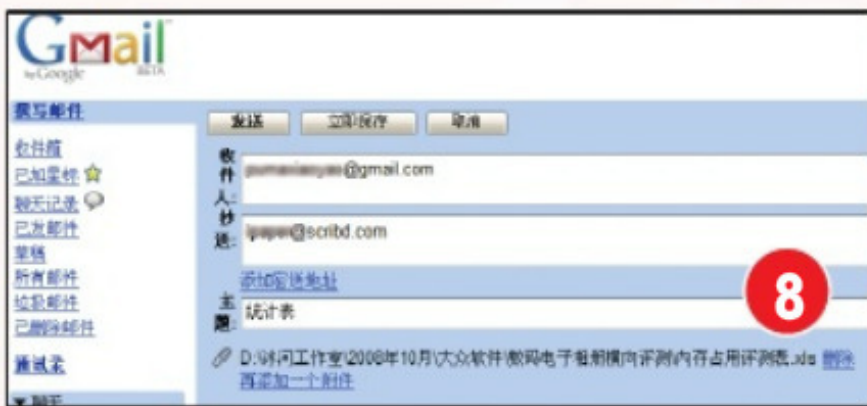 Gmail
by Google BETA
撰写邮件
发送 立即保存 取消
收件箱
已加星标
聊天记录
已发邮件
草稿
所有邮件
垃圾邮件
已删除邮件
通讯录
聊天
收件人: @gmail.com
抄送: @scribd.com
添加密送地址
主题: 统计表
8
2008年10月\大众软件\数码电子相册横向评测\内存占用评测表.xls 删除
再添加一个附件